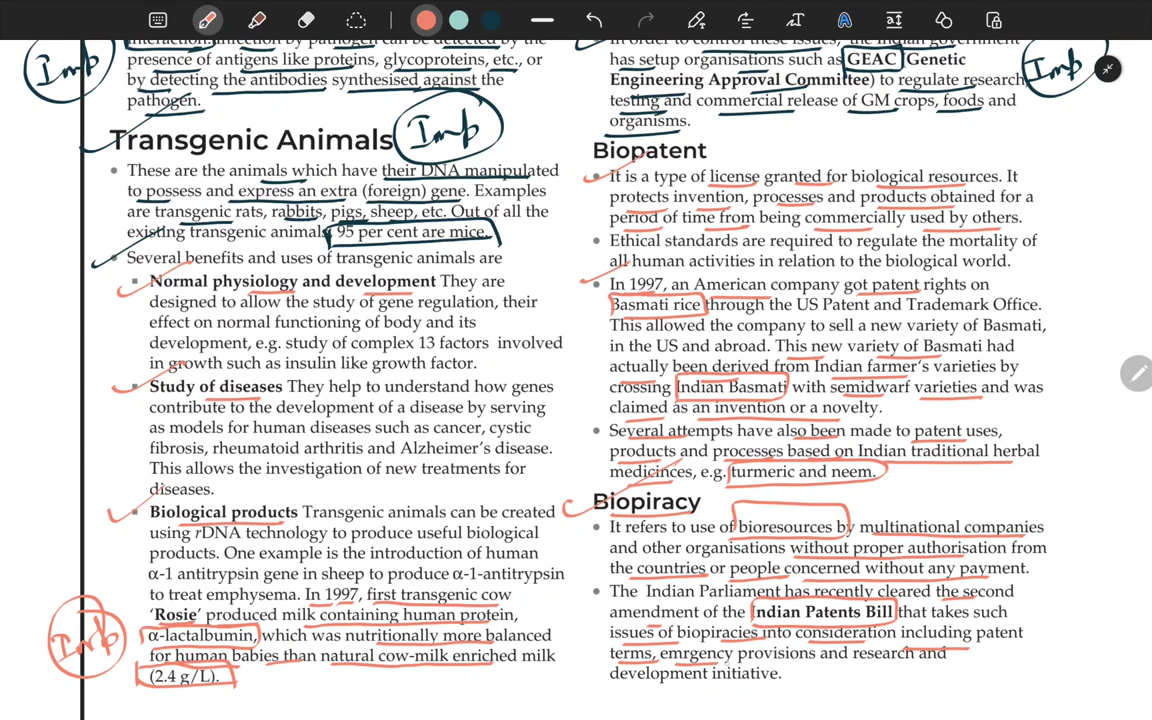 interaction, infection by pathogen can be detected by the
presence of antigens like proteins, glycoproteins, etc., or
by detecting the antibodies synthesised against the
pathogen.
Imp
Transgenic Animals
Imp
These are the animals which have their DNA manipulated
to possess and express an extra (foreign) gene. Examples
are transgenic rats, rabbits, pigs, sheep, etc. Out of all the
existing transgenic animals, 95 per cent are mice.
Several benefits and uses of transgenic animals are
Normal physiology and development They are
designed to allow the study of gene regulation, their
effect on normal functioning of body and its
development, e.g. study of complex 13 factors involved
in growth such as insulin like growth factor.
Study of diseases They help to understand how genes
contribute to the development of a disease by serving
as models for human diseases such as cancer, cystic
fibrosis, rheumatoid arthritis and Alzheimer's disease.
This allows the investigation of new treatments for
diseases.
Biological products Transgenic animals can be created
using rDNA technology to produce useful biological
products. One example is the introduction of human
α-1 antitrypsin gene in sheep to produce α-1-antitrypsin
to treat emphysema. In 1997, first transgenic cow
'Rosie' produced milk containing human protein,
α-lactalbumin, which was nutritionally more balanced
for human babies than natural cow-milk enriched milk
(2.4 g/L).
Imp
In order to control these issues, the Indian government
has setup organisations such as GEAC (Genetic
Engineering Approval Committee) to regulate research,
testing and commercial release of GM crops, foods and
organisms.
Imp
Biopatent
It is a type of license granted for biological resources. It
protects invention, processes and products obtained for a
period of time from being commercially used by others.
Ethical standards are required to regulate the mortality of
all human activities in relation to the biological world.
In 1997, an American company got patent rights on
Basmati rice through the US Patent and Trademark Office.
This allowed the company to sell a new variety of Basmati,
in the US and abroad. This new variety of Basmati had
actually been derived from Indian farmer's varieties by
crossing Indian Basmati with semidwarf varieties and was
claimed as an invention or a novelty.
Several attempts have also been made to patent uses,
products and processes based on Indian traditional herbal
medicinces, e.g. turmeric and neem.
Biopiracy
It refers to use of bioresources by multinational companies
and other organisations without proper authorisation from
the countries or people concerned without any payment.
The Indian Parliament has recently cleared the second
amendment of the Indian Patents Bill that takes such
issues of biopiracies into consideration including patent
terms, emrgency provisions and research and
development initiative.